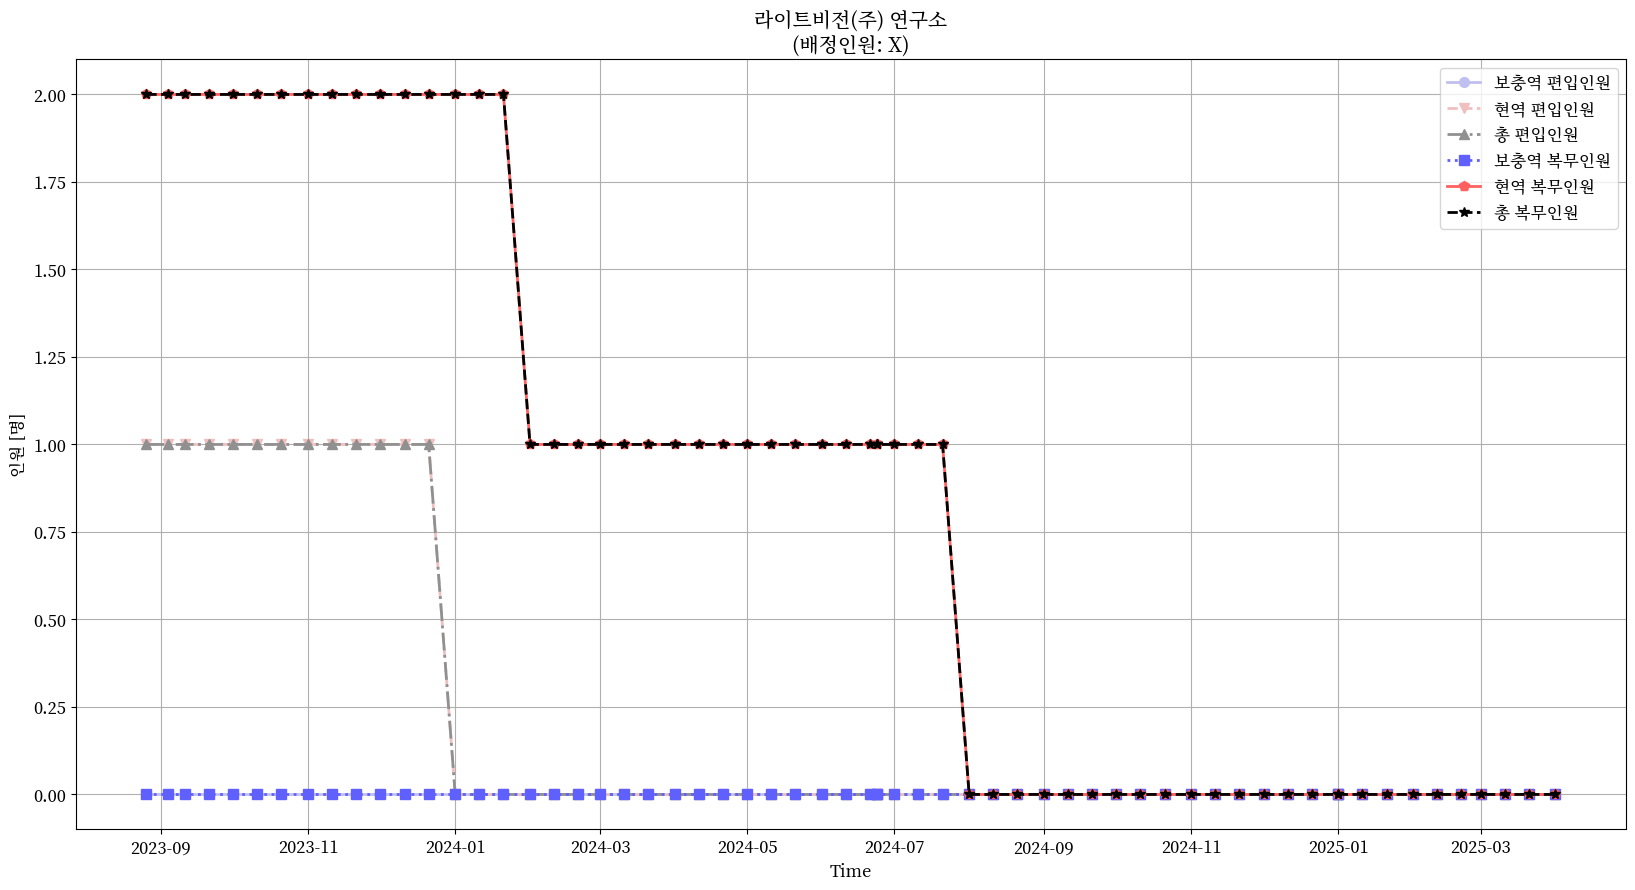 라이트비전(주) 연구소
(배정인원: X)
보충역 편입인원
현역 편입인원
총 편입인원
보충역 복무인원
현역 복무인원
총 복무인원
인원 [명]
2.00
1.75
1.50
1.25
1.00
0.75
0.50
0.25
0.00
2023-09 2023-11 2024-01 2024-03 2024-05 2024-07 2024-09 2024-11 2025-01 2025-03
Time